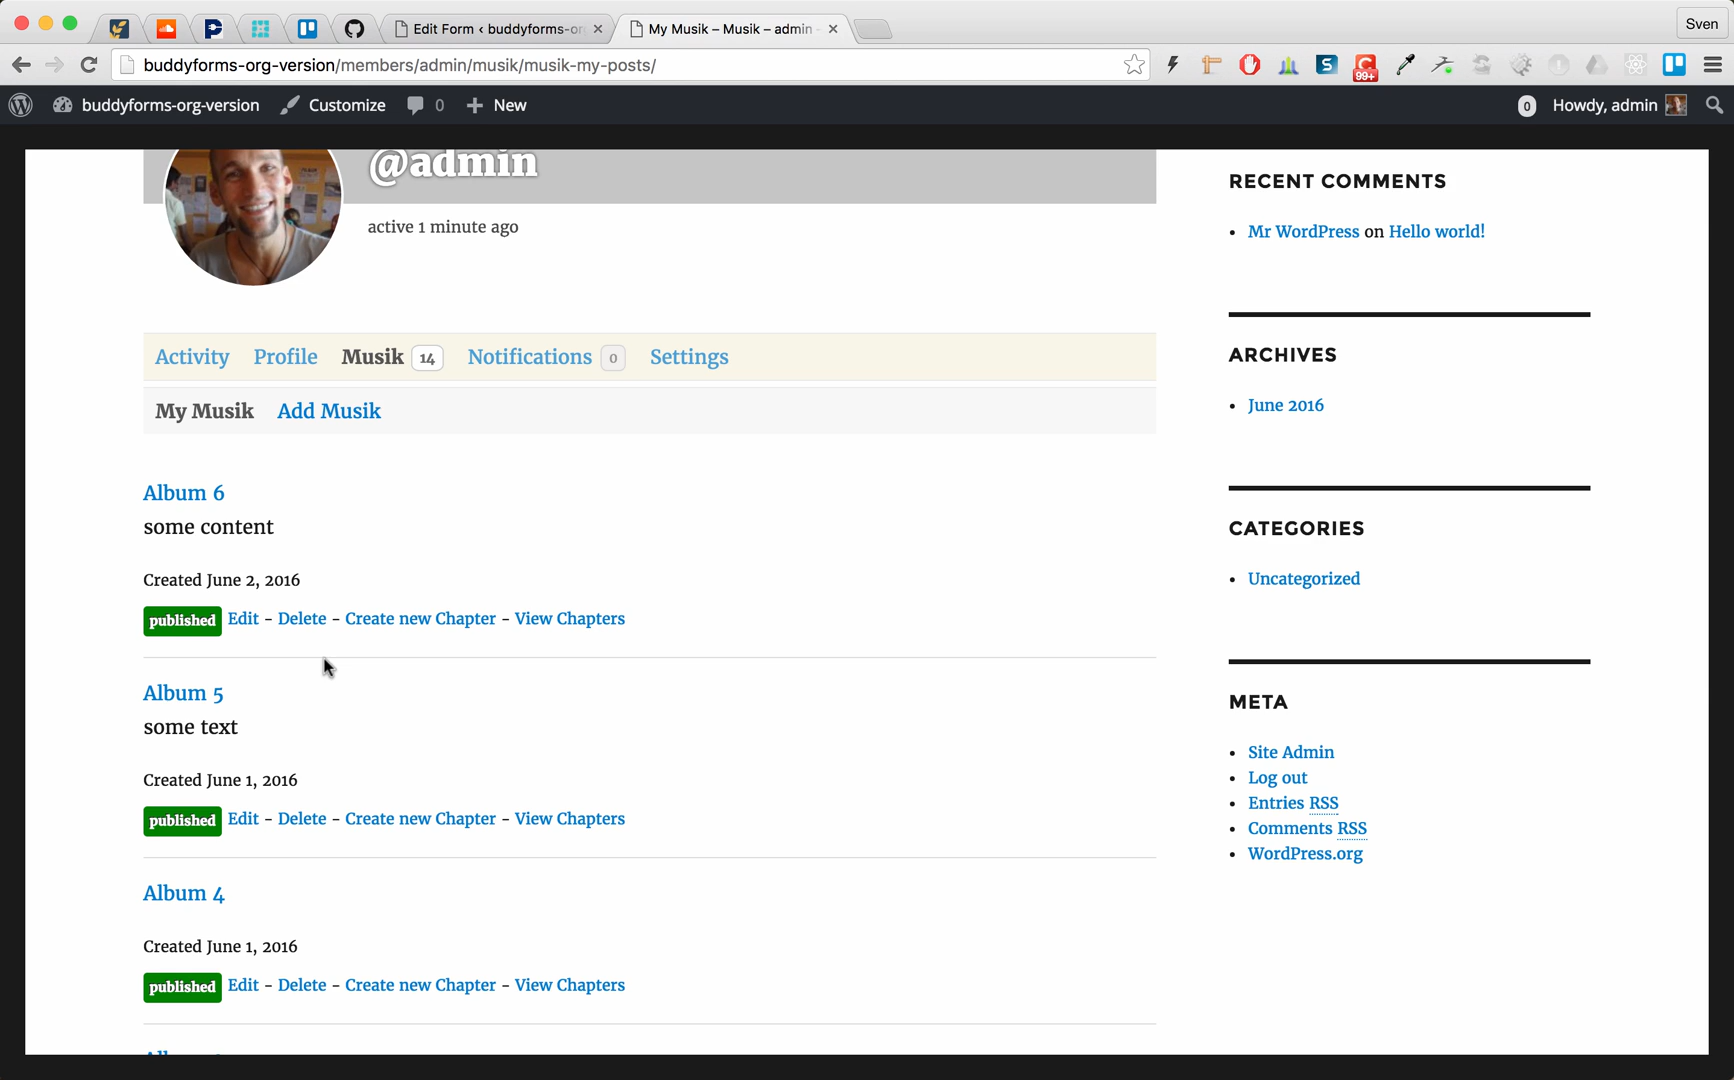 Edit Form ‹ buddyforms-or
My Musik – Musik – admin
Sven
buddyforms-org-version/members/admin/musik/musik-my-posts/
99+
buddyforms-org-version
Customize
0
New
0
Howdy, admin
@admin
active 1 minute ago
Activity
Profile
Musik 14
Notifications 0
Settings
My Musik
Add Musik
Album 6
some content
Created June 2, 2016
published Edit - Delete - Create new Chapter - View Chapters
Album 5
some text
Created June 1, 2016
published Edit - Delete - Create new Chapter - View Chapters
Album 4
Created June 1, 2016
published Edit - Delete - Create new Chapter - View Chapters
RECENT COMMENTS
Mr WordPress on Hello world!
ARCHIVES
June 2016
CATEGORIES
Uncategorized
META
Site Admin
Log out
Entries RSS
Comments RSS
WordPress.org